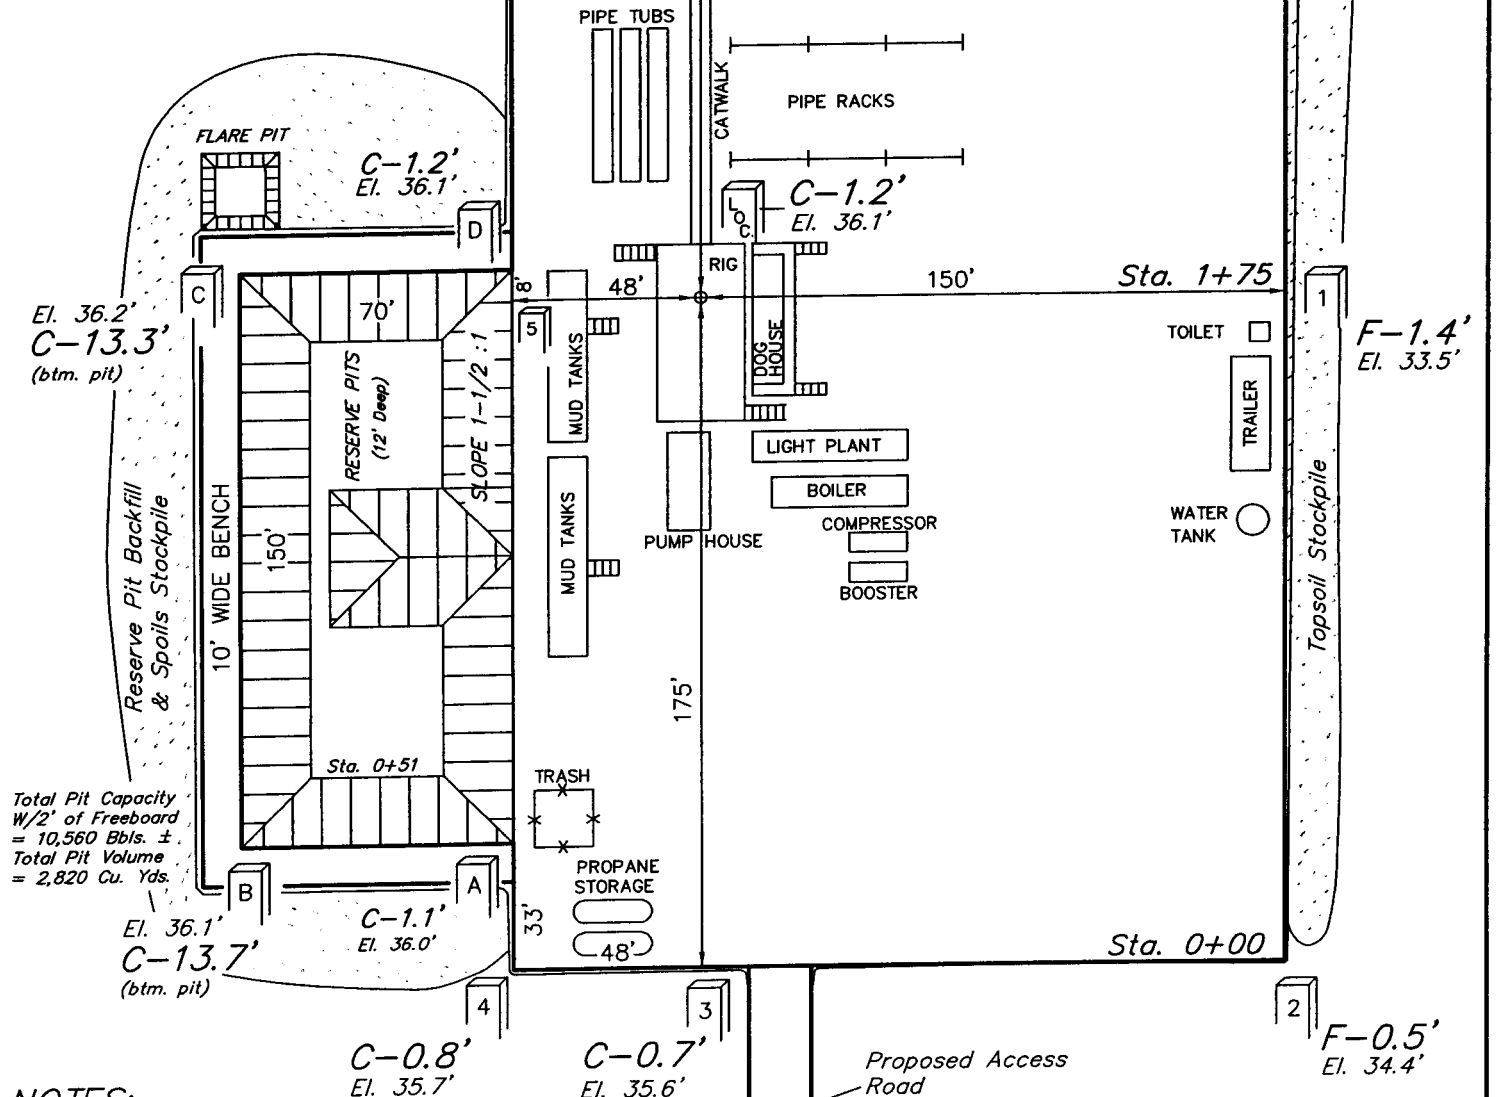 PIPE TUBS
CATWALK
PIPE RACKS
FLARE PIT
C-1.2'
El. 36.1'
D
LOC.
C-1.2'
El. 36.1'
C
RIG
8'
48'
150'
Sta. 1+75
1
El. 36.2'
C-13.3'
(btm. pit)
70'
5
TOILET
F-1.4'
El. 33.5'
MUD TANKS
DOG
HOUSE
TRAILER
RESERVE PITS
(12' Deep)
SLOPE 1-1/2 :1
LIGHT PLANT
BOILER
COMPRESSOR
WATER
TANK
PUMP HOUSE
BOOSTER
MUD TANKS
Reserve Pit Backfill
& Spoils Stockpile
10' WIDE BENCH
150'
Topsoil Stockpile
175'
Sta. 0+51
TRASH
Total Pit Capacity
W/2' of Freeboard
= 10,560 Bbls. ±
Total Pit Volume
= 2,820 Cu. Yds.
PROPANE
STORAGE
B
A
El. 36.1'
C-13.7'
(btm. pit)
C-1.1'
El. 36.0'
33'
48'
Sta. 0+00
4
3
2
C-0.8'
El. 35.7'
C-0.7'
El. 35.6'
Proposed Access
Road
F-0.5'
El. 34.4'
NOTES: